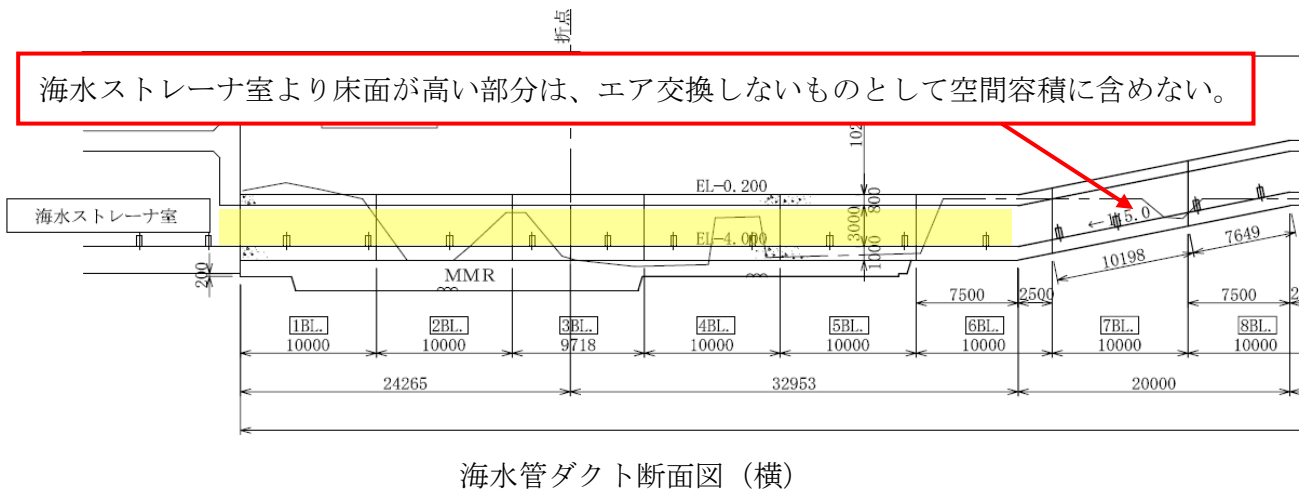 折点
海水ストレーナ室より床面が高い部分は、エア交換しないものとして空間容積に含めない。
EL-0.200
800
海水ストレーナ室
3000
EL-4.000
1000
200
MMR
10198
7649
7500
2500
7500
1BL.
2BL.
3BL.
4BL.
5BL.
6BL.
7BL.
8BL.
10000
10000
9718
10000
10000
10000
10000
10000
24265
32953
20000
海水管ダクト断面図（横）